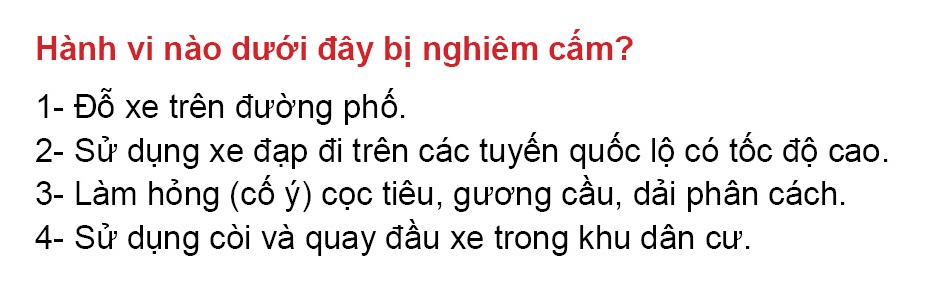 Hành vi nào dưới đây bị nghiêm cấm?
1- Đỗ xe trên đường phố.
2- Sử dụng xe đạp đi trên các tuyến quốc lộ có tốc độ cao.
3- Làm hỏng (cố ý) cọc tiêu, gương cầu, dải phân cách.
4- Sử dụng còi và quay đầu xe trong khu dân cư.